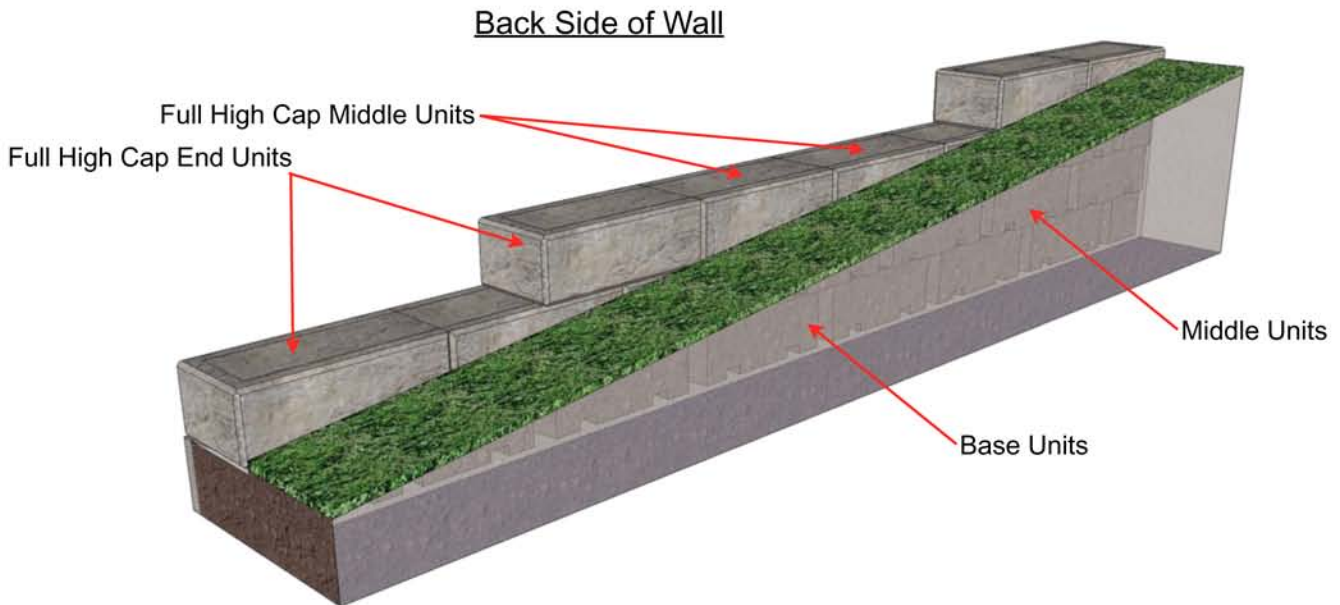 Back Side of Wall
Full High Cap Middle Units
Full High Cap End Units
Middle Units
Base Units